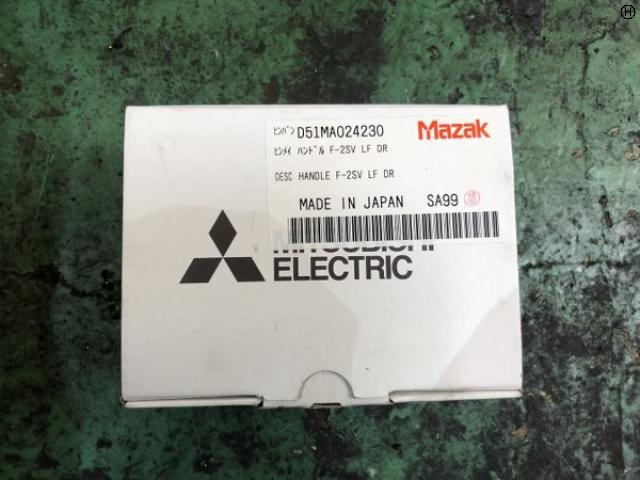 ﾋﾝﾊﾞﾝ D51MA024230 Mazak
ﾋﾝﾒｲ ﾊﾝﾄﾞﾙ F-2SV LF DR
DESC HANDLE F-2SV LF DR
MADE IN JAPAN SA99
MITSUBISHI
ELECTRIC
H